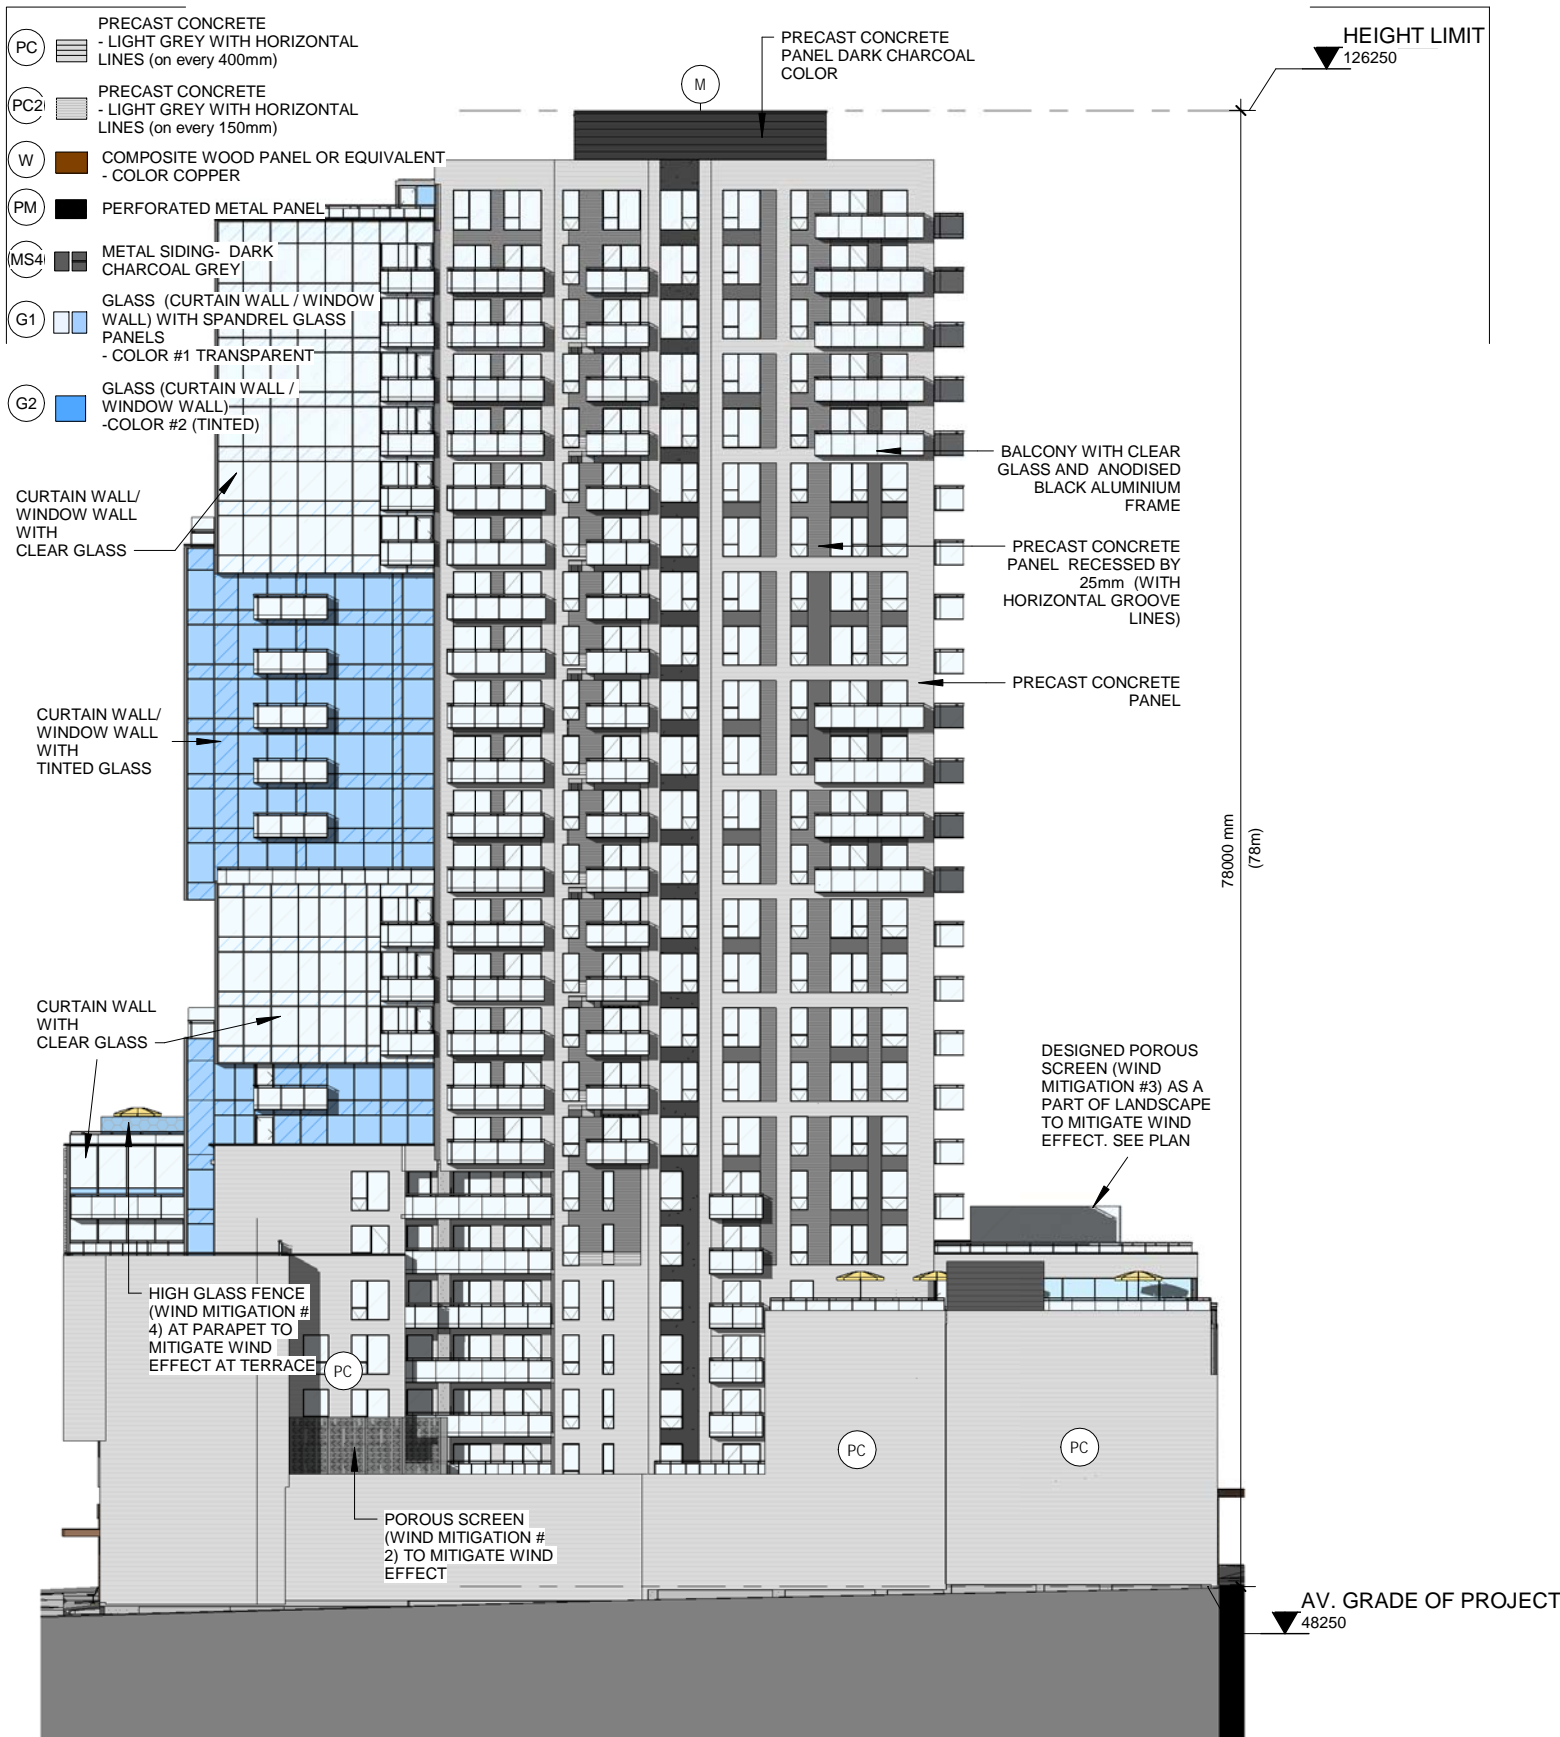 PC
PRECAST CONCRETE
- LIGHT GREY WITH HORIZONTAL
LINES (on every 400mm)
PC2
PRECAST CONCRETE
- LIGHT GREY WITH HORIZONTAL
LINES (on every 150mm)
W
COMPOSITE WOOD PANEL OR EQUIVALENT
- COLOR COPPER
PM
PERFORATED METAL PANEL
MS4
METAL SIDING- DARK
CHARCOAL GREY
G1
GLASS (CURTAIN WALL / WINDOW
WALL) WITH SPANDREL GLASS
PANELS
- COLOR #1 TRANSPARENT
G2
GLASS (CURTAIN WALL /
WINDOW WALL)
-COLOR #2 (TINTED)
M
PRECAST CONCRETE
PANEL DARK CHARCOAL
COLOR
HEIGHT LIMIT
126250
CURTAIN WALL/
WINDOW WALL
WITH
CLEAR GLASS
CURTAIN WALL/
WINDOW WALL
WITH
TINTED GLASS
CURTAIN WALL
WITH
CLEAR GLASS
BALCONY WITH CLEAR
GLASS AND ANODISED
BLACK ALUMINIUM
FRAME
PRECAST CONCRETE
PANEL RECESSED BY
25mm (WITH
HORIZONTAL GROOVE
LINES)
PRECAST CONCRETE
PANEL
78000 mm
(78m)
DESIGNED POROUS
SCREEN (WIND
MITIGATION #3) AS A
PART OF LANDSCAPE
TO MITIGATE WIND
EFFECT. SEE PLAN
HIGH GLASS FENCE
(WIND MITIGATION #
4) AT PARAPET TO
MITIGATE WIND
EFFECT AT TERRACE
PC
PC
PC
POROUS SCREEN
(WIND MITIGATION #
2) TO MITIGATE WIND
EFFECT
AV. GRADE OF PROJECT
48250